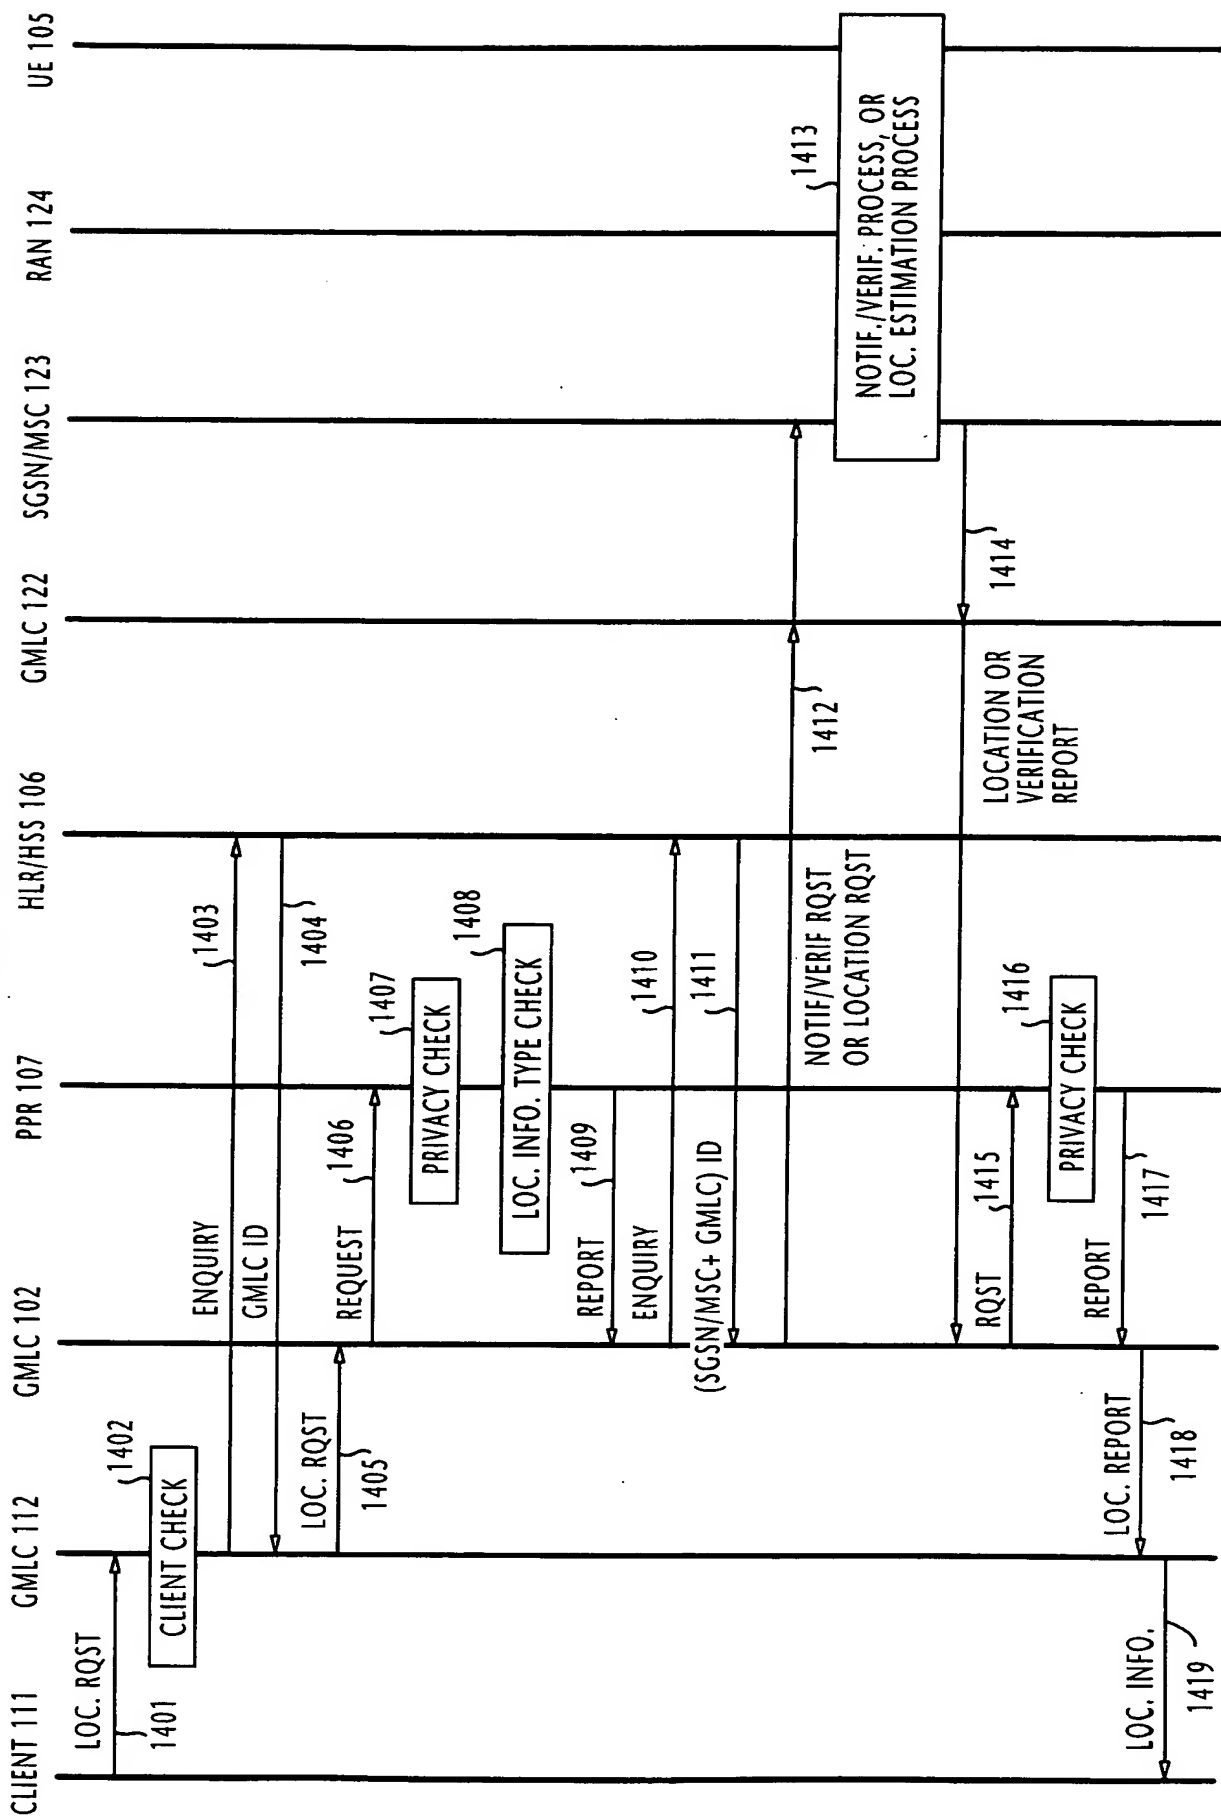 CLIENT 111
GMLC 112
GMLC 102
PPR 107
HLR/HSS 106
GMLC 122
SGSN/MSC 123
RAN 124
UE 105
LOC. RQST
1401
CLIENT CHECK
1402
ENQUIRY
1403
GMLC ID
1404
LOC. RQST
1405
REQUEST
1406
PRIVACY CHECK
1407
LOC. INFO. TYPE CHECK
1408
REPORT
1409
ENQUIRY
1410
(SGSN/MSC+ GMLC) ID
1411
NOTIF/VERIF RQST
OR LOCATION RQST
1412
NOTIF./VERIF. PROCESS, OR
LOC. ESTIMATION PROCESS
1413
1414
LOCATION OR
VERIFICATION
REPORT
RQST
1415
PRIVACY CHECK
1416
REPORT
1417
LOC. REPORT
1418
LOC. INFO.
1419